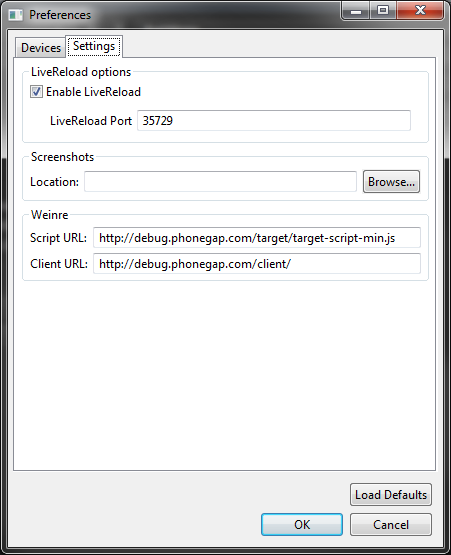 Preferences
Devices
Settings
LiveReload options
Enable LiveReload
LiveReload Port 35729
Screenshots
Location: Browse...
Weinre
Script URL: http://debug.phonegap.com/target/target-script-min.js
Client URL: http://debug.phonegap.com/client/
Load Defaults
OK Cancel